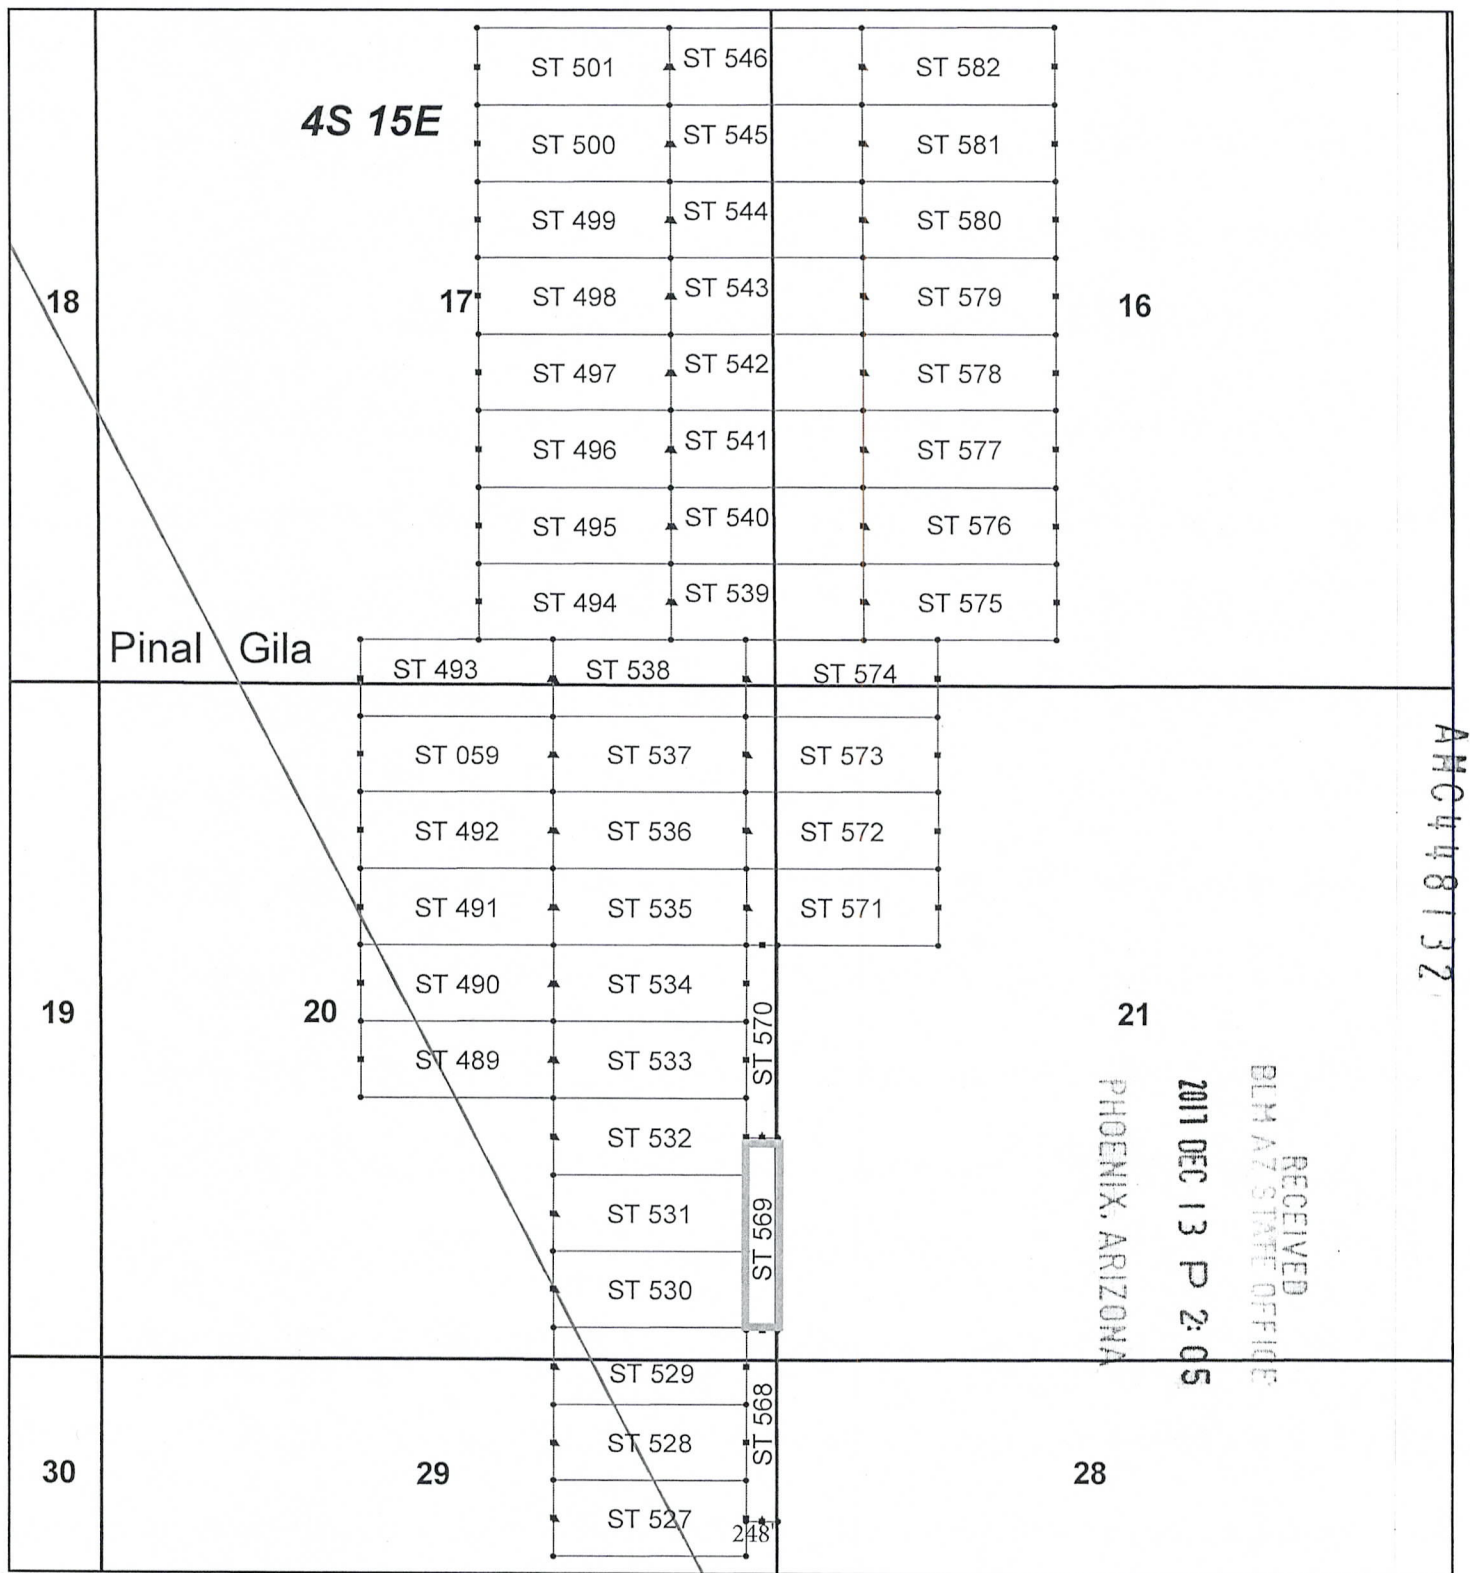 ST 501 ST 546 ST 582
4S 15E
ST 500 ST 545 ST 581
ST 499 ST 544 ST 580
18 17 ST 498 ST 543 ST 579 16
ST 497 ST 542 ST 578
ST 496 ST 541 ST 577
ST 495 ST 540 ST 576
ST 494 ST 539 ST 575
Pinal Gila
ST 493 ST 538 ST 574
ST 059 ST 537 ST 573
ST 492 ST 536 ST 572
ST 491 ST 535 ST 571
ST 490 ST 534
19 20 ST 570 21
ST 489 ST 533
ST 532
ST 531 ST 569
ST 530
ST 529
ST 568
ST 528
30 29 28
ST 527
248'
AMC448132
RECEIVED
BLM AZ STATE OFFICE
2017 DEC 13 P 2:05
PHOENIX, ARIZONA